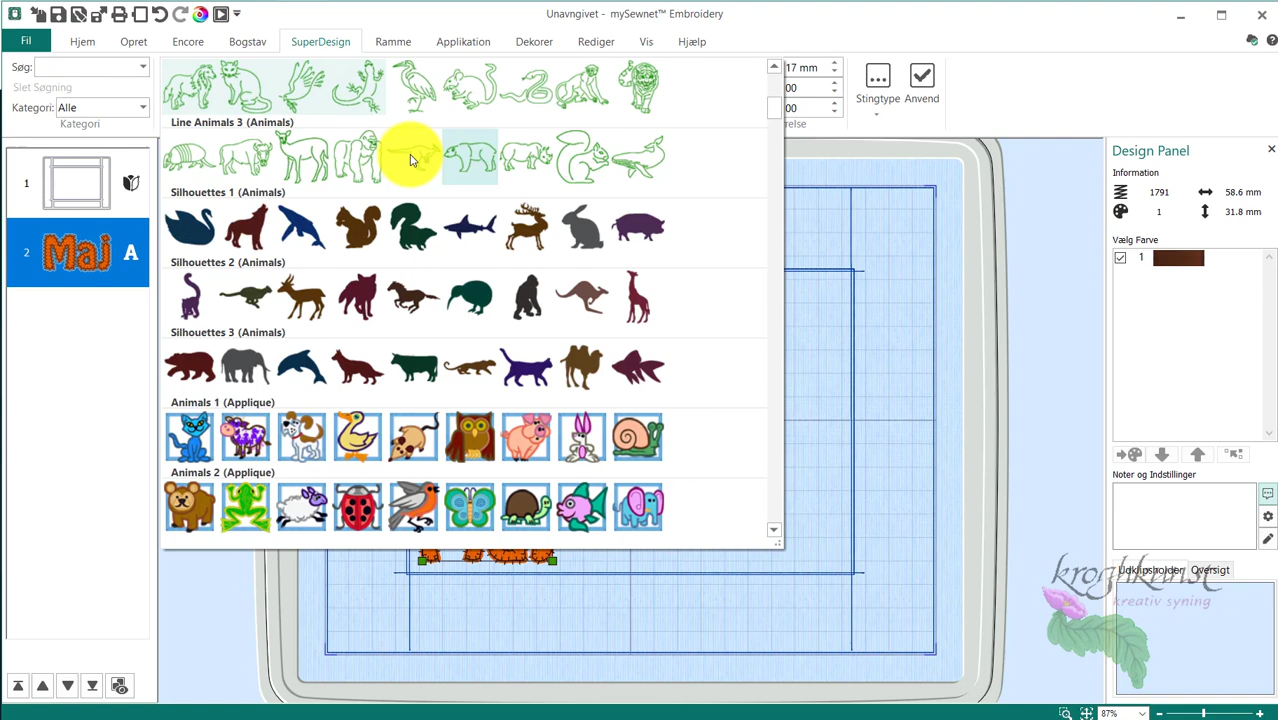 Unavngivet - mySewnet™ Embroidery
Fil Hjem Opret Encore Bogstav SuperDesign Ramme Applikation Dekorer Rediger Vis Hjælp
Søg:
Slet Søgning
Kategori: Alle
Kategori
17 mm
00
00
relse
Stingtype Anvend
Line Animals 3 (Animals)
Silhouettes 1 (Animals)
Silhouettes 2 (Animals)
Silhouettes 3 (Animals)
Animals 1 (Applique)
Animals 2 (Applique)
1
2 Maj A
Design Panel
Information
1791 58.6 mm
1 31.8 mm
Vælg Farve
1
Noter og Indstillinger
Udklipsholder Oversigt
kroghkunst
kreativ syning
87%